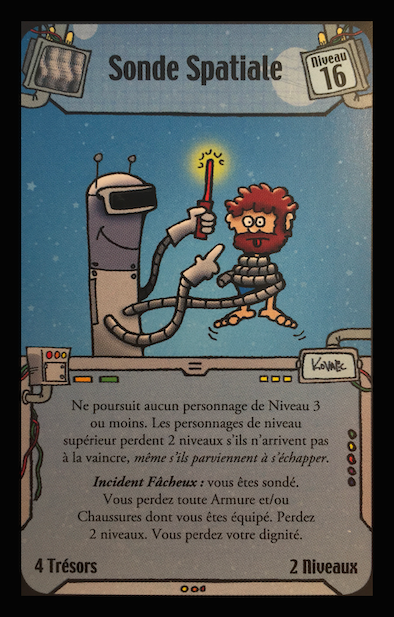 Sonde Spatiale
Niveau
16
KOVALIC
Ne poursuit aucun personnage de Niveau 3
ou moins. Les personnages de niveau
supérieur perdent 2 niveaux s'ils n'arrivent pas
à la vaincre, même s'ils parviennent à s'échapper.
Incident Fâcheux : vous êtes sondé.
Vous perdez toute Armure et/ou
Chaussures dont vous êtes équipé. Perdez
2 niveaux. Vous perdez votre dignité.
4 Trésors
2 Niveaux